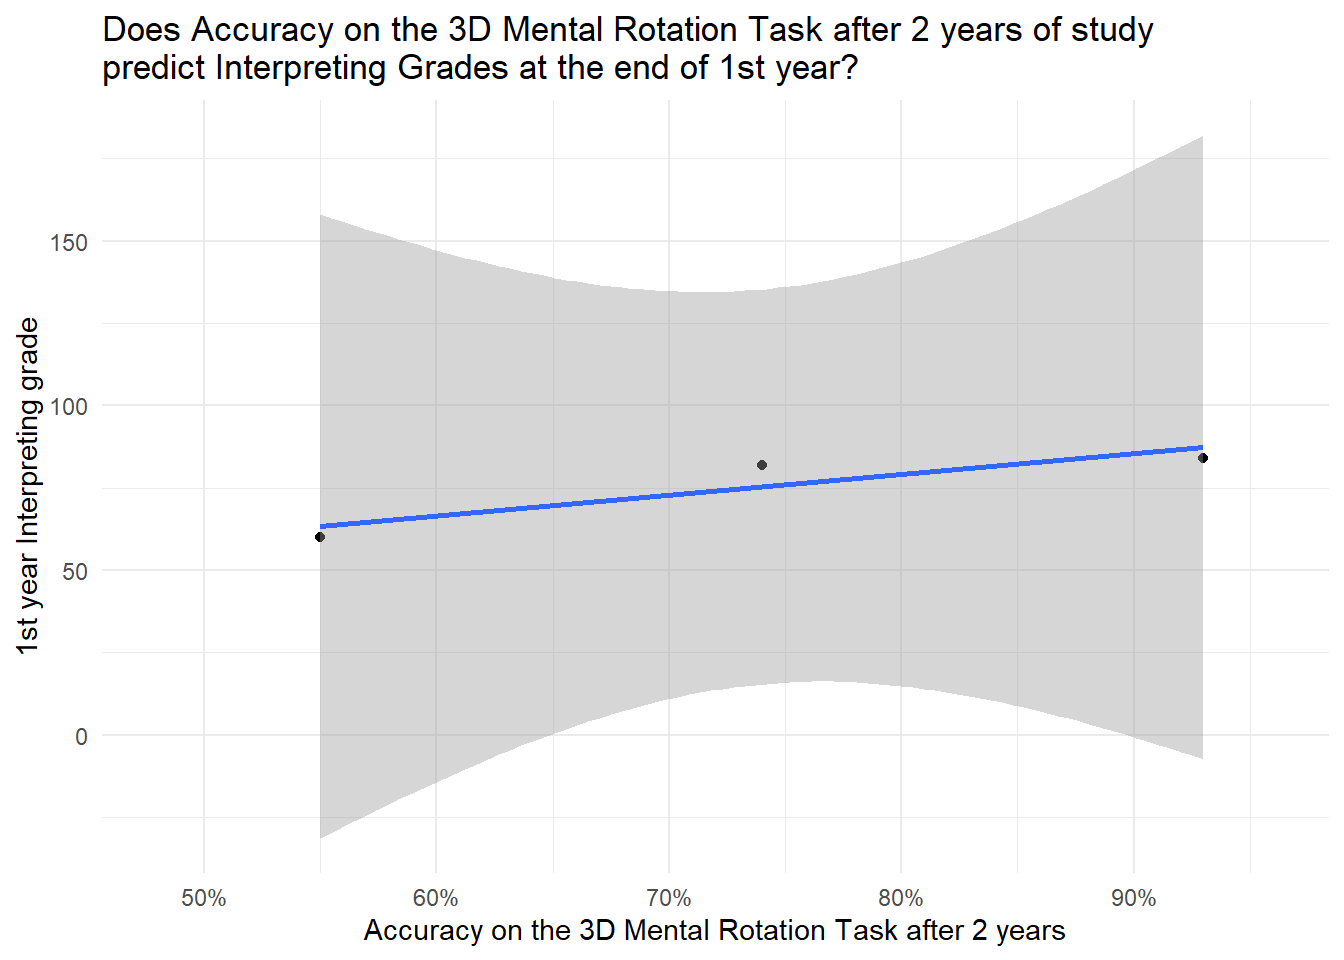 Does Accuracy on the 3D Mental Rotation Task after 2 years of study
predict Interpreting Grades at the end of 1st year?
1st year Interpreting grade
150
100
50
0
50%
60%
70%
80%
90%
Accuracy on the 3D Mental Rotation Task after 2 years